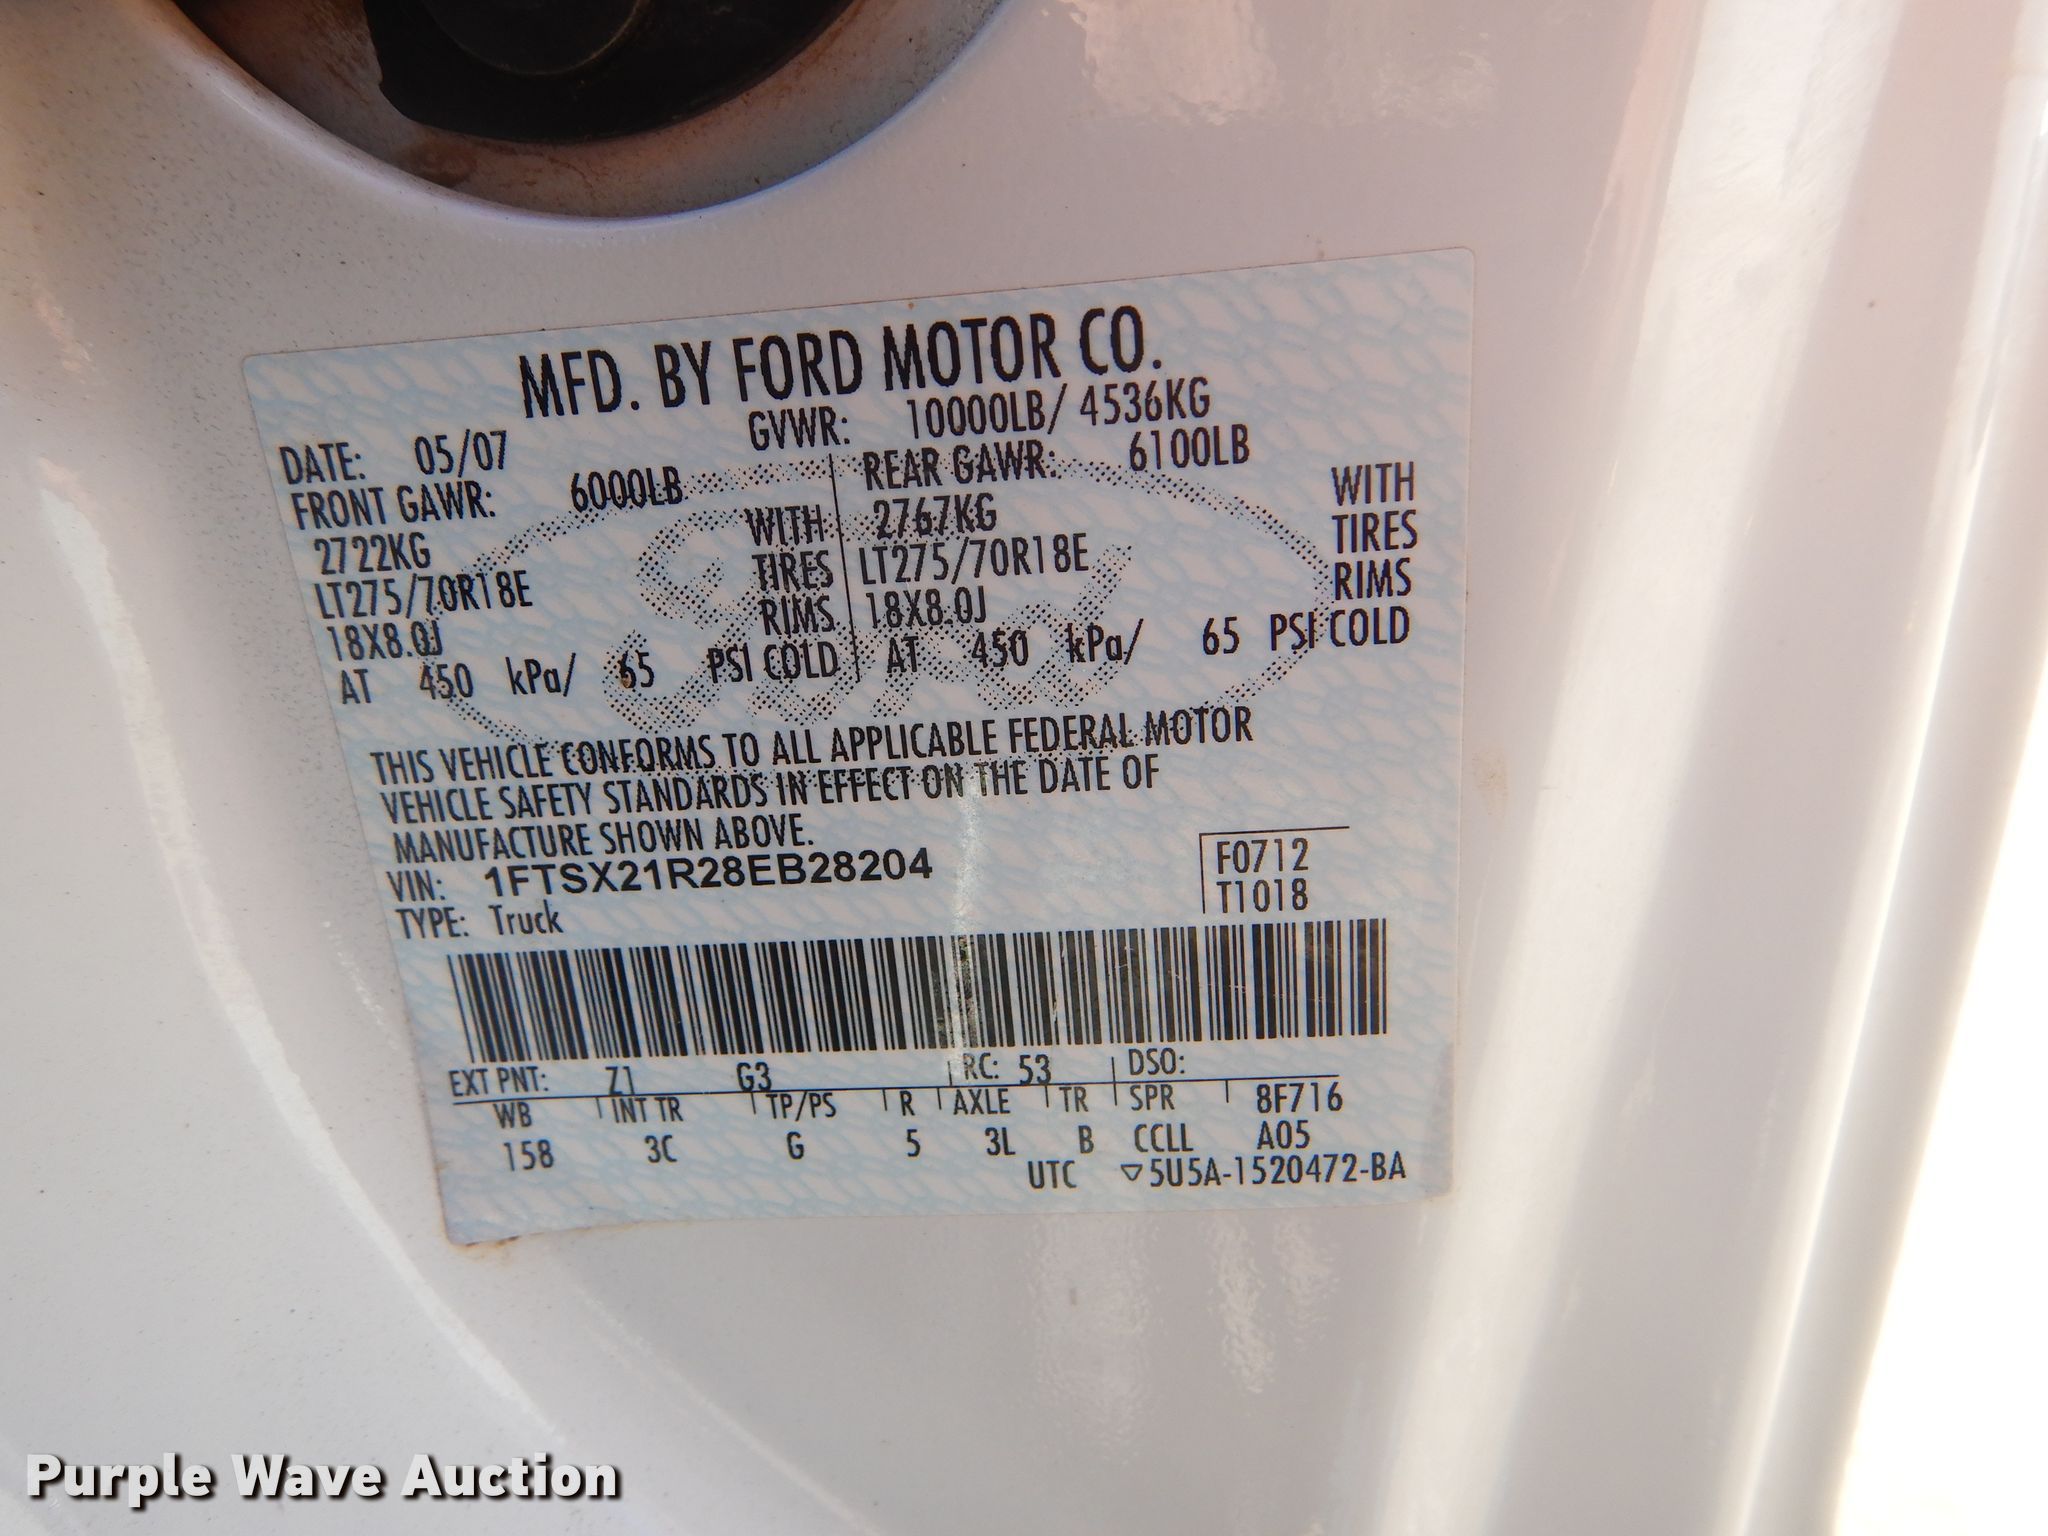 MFD. BY FORD MOTOR CO.
DATE: 05/07 GVWR: 10000LB/ 4536KG
FRONT GAWR: 6000LB REAR GAWR: 6100LB
2722KG WITH 2767KG WITH
LT275/70R18E TIRES LT275/70R18E TIRES
18X8.0J RIMS 18X8.0J RIMS
AT 450 kPa/ 65 PSI COLD AT 450 kPa/ 65 PSI COLD
Ford
THIS VEHICLE CONFORMS TO ALL APPLICABLE FEDERAL MOTOR
VEHICLE SAFETY STANDARDS IN EFFECT ON THE DATE OF
MANUFACTURE SHOWN ABOVE.
VIN: 1FTSX21R28EB28204 F0712
TYPE: Truck T1018
EXT PNT: Z1 G3 RC: 53 DSO:
WB INT TR TP/PS R AXLE TR SPR 8F716
158 3C G 5 3L B CCLL A05
UTC ▽5U5A-1520472-BA
Purple Wave Auction